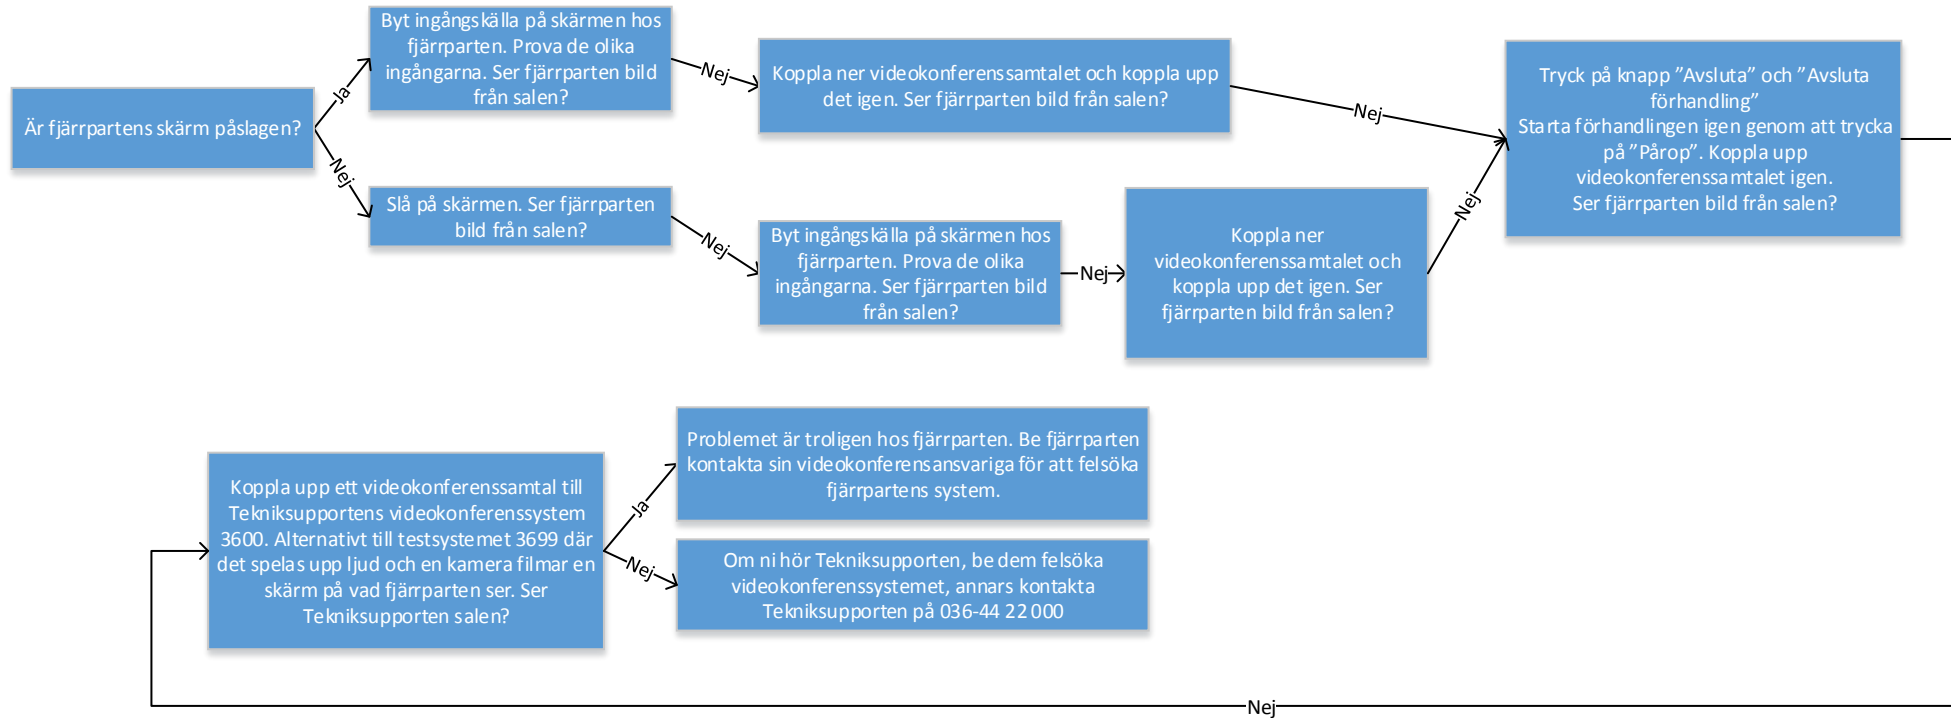 Är fjärrpartens skärm påslagen?
Ja
Nej
Byt ingångskälla på skärmen hos
fjärrparten. Prova de olika
ingångarna. Ser fjärrparten bild
från salen?
Nej
Koppla ner videokonferenssamtalet och koppla upp
det igen. Ser fjärrparten bild från salen?
Nej
Slå på skärmen. Ser fjärrparten
bild från salen?
Nej
Byt ingångskälla på skärmen hos
fjärrparten. Prova de olika
ingångarna. Ser fjärrparten bild
från salen?
Nej
Koppla ner
videokonferenssamtalet och
koppla upp det igen. Ser
fjärrparten bild från salen?
Nej
Tryck på knapp ”Avsluta” och ”Avsluta
förhandling”
Starta förhandlingen igen genom att trycka
på ”Pårop”. Koppla upp
videokonferenssamtalet igen.
Ser fjärrparten bild från salen?
Nej
Koppla upp ett videokonferenssamtal till
Tekniksupportens videokonferenssystem
3600. Alternativt till testsystemet 3699 där
det spelas upp ljud och en kamera filmar en
skärm på vad fjärrparten ser. Ser
Tekniksupporten salen?
Ja
Nej
Problemet är troligen hos fjärrparten. Be fjärrparten
kontakta sin videokonferensansvariga för att felsöka
fjärrpartens system.
Om ni hör Tekniksupporten, be dem felsöka
videokonferenssystemet, annars kontakta
Tekniksupporten på 036-44 22 000